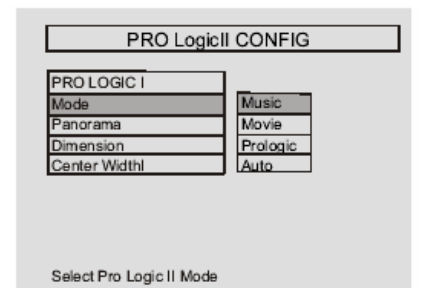 PRO LogicII CONFIG
PRO LOGIC I
Mode
Panorama
Dimension
Center Widthl
Music
Movie
Prologic
Auto
Select Pro Logic II Mode